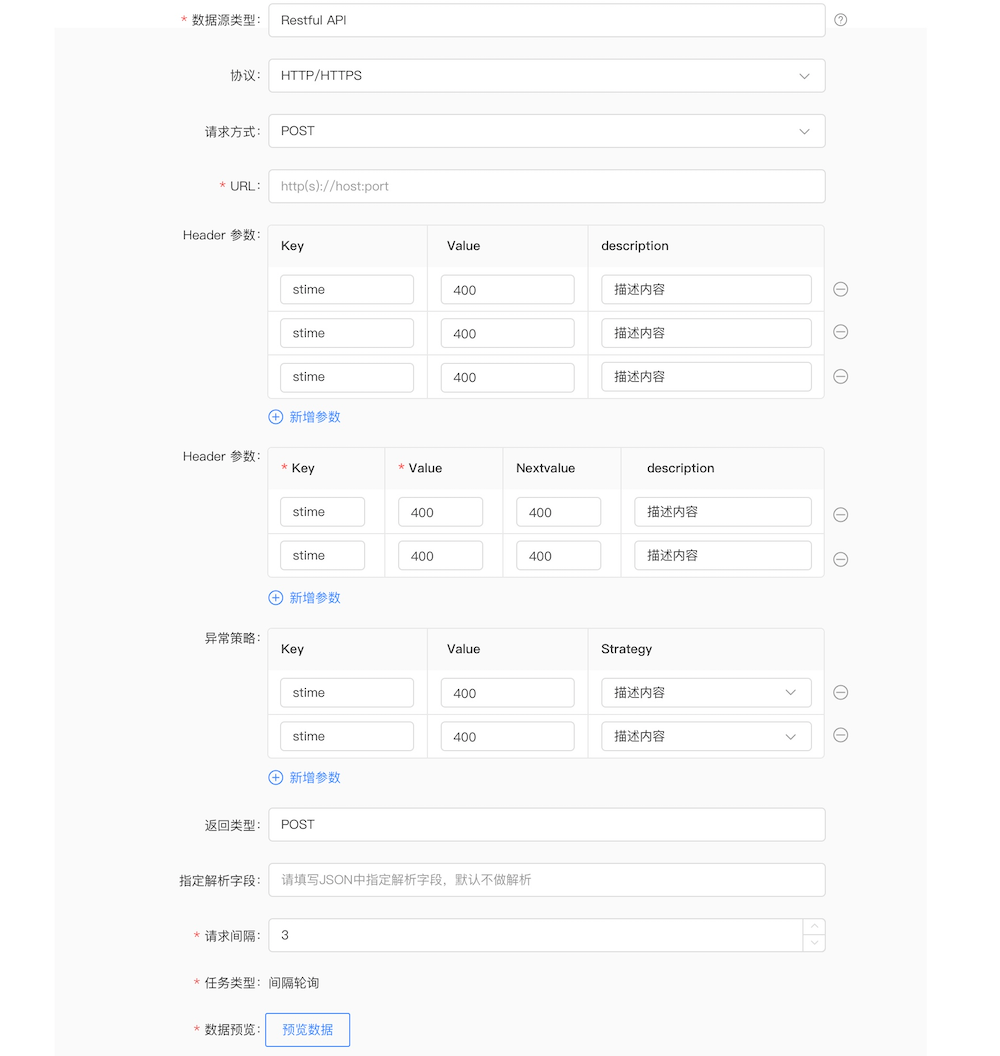 * 数据源类型: Restful API
协议: HTTP/HTTPS
请求方式: POST
* URL: http(s)://host:port
Header 参数: Key Value description
stime 400 描述内容
stime 400 描述内容
stime 400 描述内容
新增参数
Header 参数: * Key * Value Nextvalue description
stime 400 400 描述内容
stime 400 400 描述内容
新增参数
异常策略: Key Value Strategy
stime 400 描述内容
stime 400 描述内容
新增参数
返回类型: POST
指定解析字段: 请填写JSON中指定解析字段，默认不做解析
* 请求间隔: 3
* 任务类型: 间隔轮询
* 数据预览: 预览数据